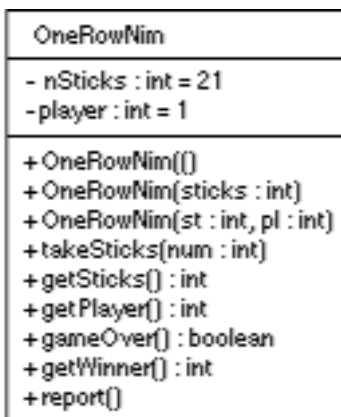 OneRowNim
- nSticks : int = 21
- player : int = 1
+ OneRowNim(()
+ OneRowNim(sticks : int)
+ OneRowNim(st : int, pl : int)
+ takeSticks(num : int)
+ getSticks() : int
+ getPlayer() : int
+ gameOver() : boolean
+ getWinner() : int
+ report()